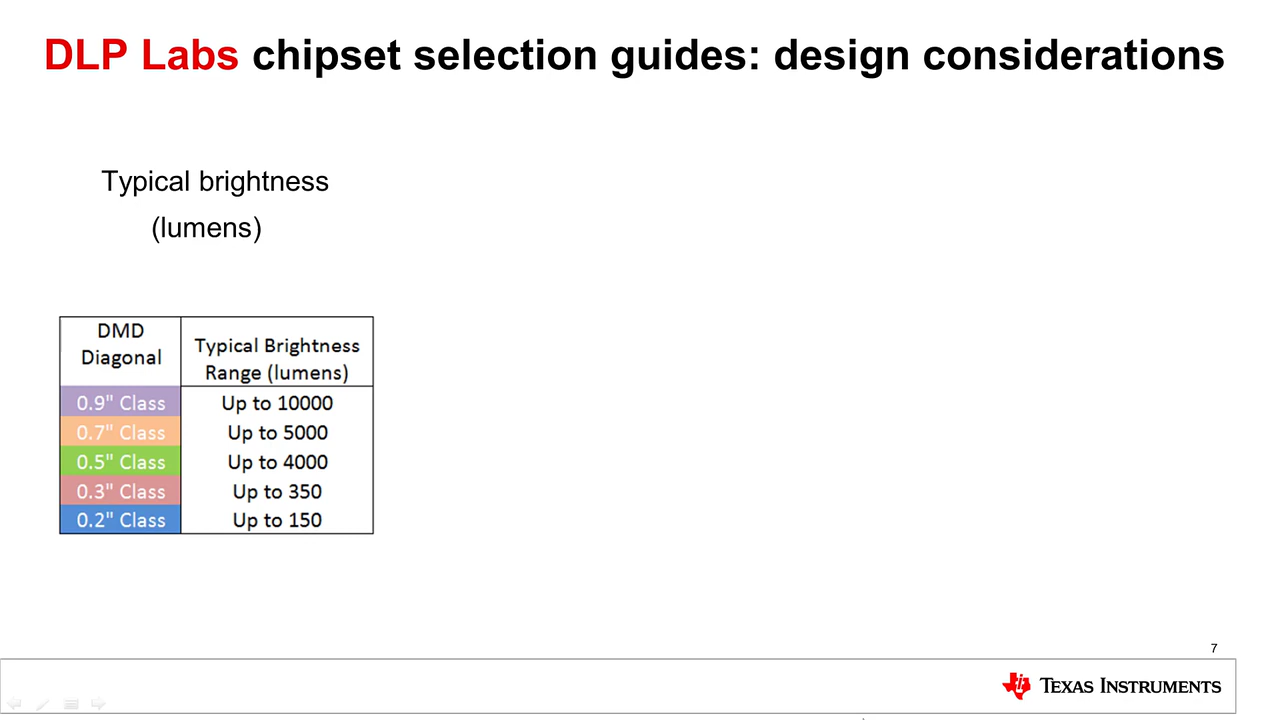 DLP Labs chipset selection guides: design considerations
Typical brightness
(lumens)
DMD
Diagonal
Typical Brightness
Range (lumens)
0.9" Class
Up to 10000
0.7" Class
Up to 5000
0.5" Class
Up to 4000
0.3" Class
Up to 350
0.2" Class
Up to 150
7
TEXAS INSTRUMENTS